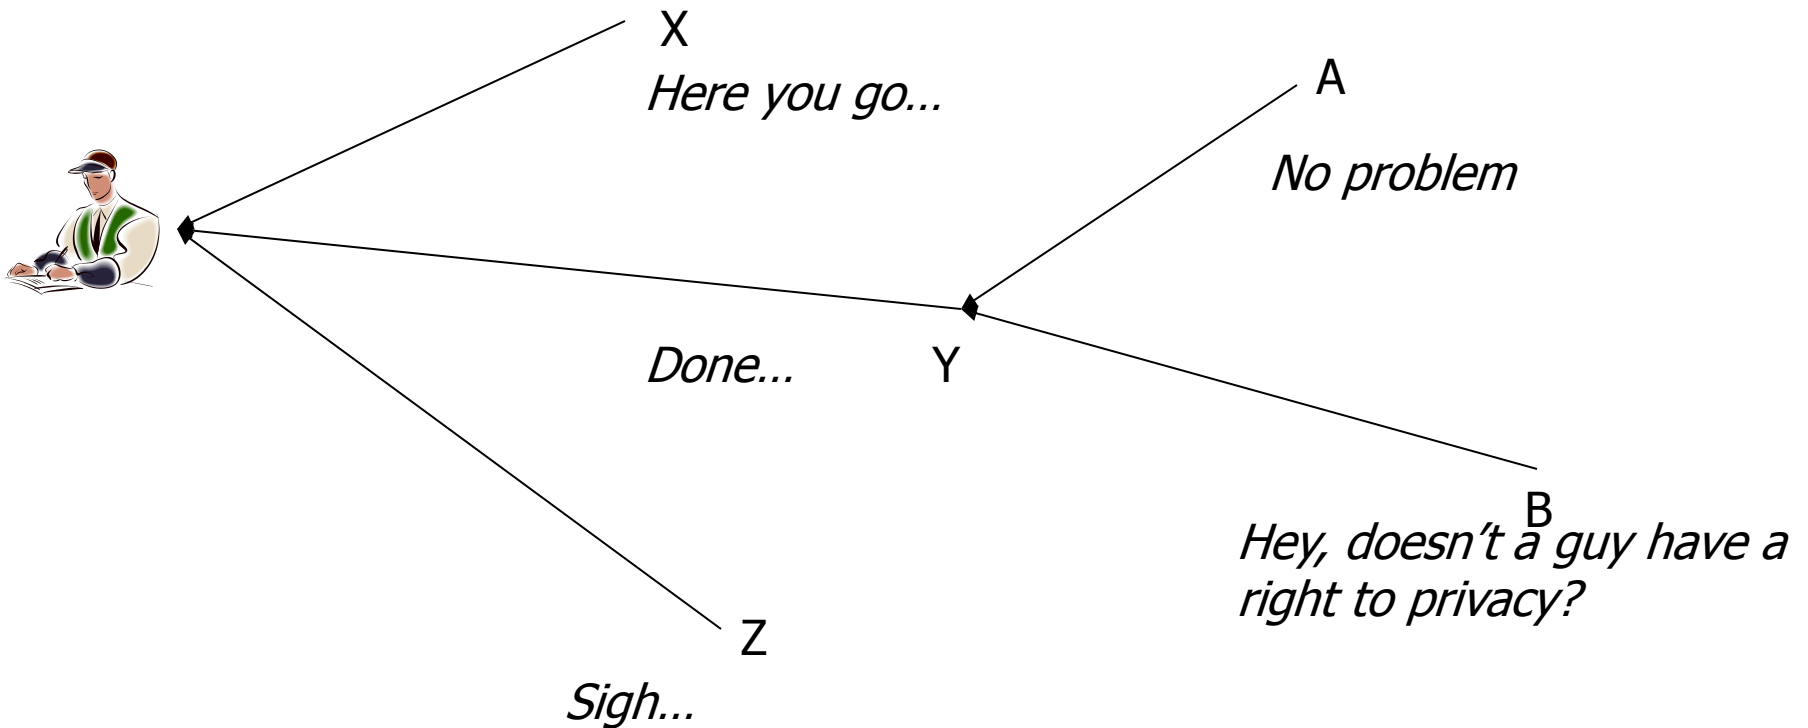 X
Here you go...
A
No problem
Done...
Y
B
Hey, doesn’t a guy have a
right to privacy?
Z
Sigh...